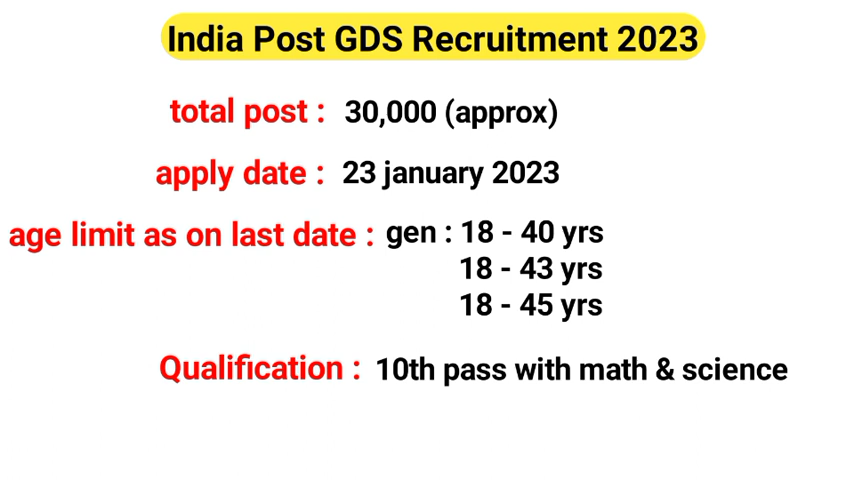 India Post GDS Recruitment 2023
total post : 30,000 (approx)
apply date : 23 january 2023
age limit as on last date : gen : 18 - 40 yrs
18 - 43 yrs
18 - 45 yrs
Qualification : 10th pass with math & science